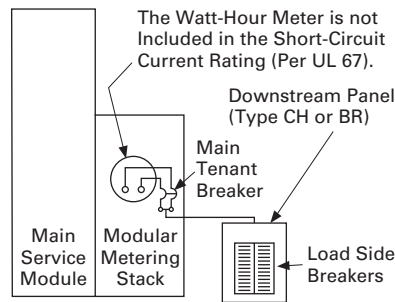 The Watt-Hour Meter is not
Included in the Short-Circuit
Current Rating (Per UL 67).
Downstream Panel
(Type CH or BR)
Main
Tenant
Breaker
Main
Service
Module
Modular
Metering
Stack
Load Side
Breakers